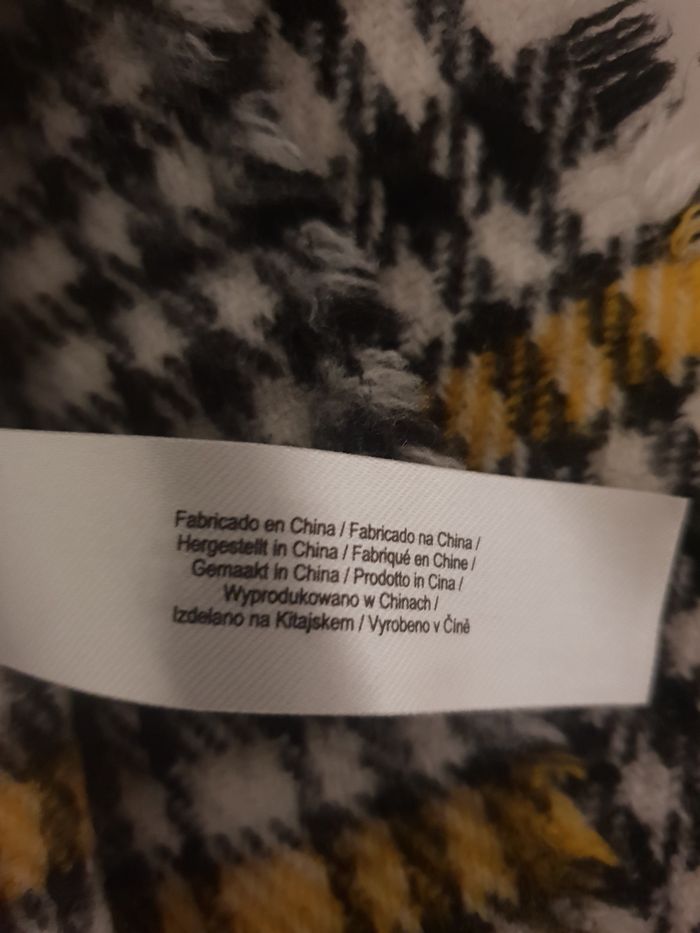 Fabricado en China / Fabricado na China /
Hergestellt in China / Fabriqué en Chine /
Gemaakt in China / Prodotto in Cina /
Wyprodukowano w Chinach /
Izdelano na Kitajskem / Vyrobeno v Čině